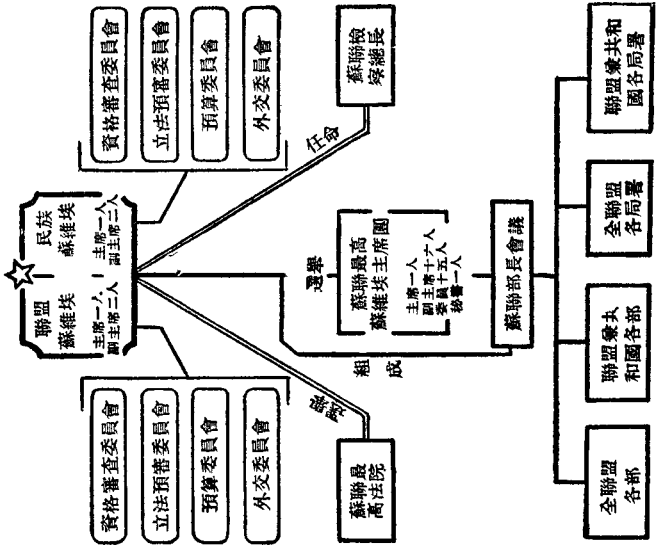 聯盟
蘇維埃
主席一人
副主席二人
民族
蘇維埃
主席一人
副主席二人
資格審查委員會
立法預審委員會
預算委員會
外交委員會
資格審查委員會
立法預審委員會
預算委員會
外交委員會
選舉
任命
選舉
組成
蘇聯最
高法院
蘇聯最高
蘇維埃主席團
主席一人
副主席十六人
委員十五人
秘書一人
蘇聯檢
察總長
蘇聯部長會議
全聯盟
各部
聯盟兼共
和國各部
全聯盟
各局署
聯盟兼共和
國各局署